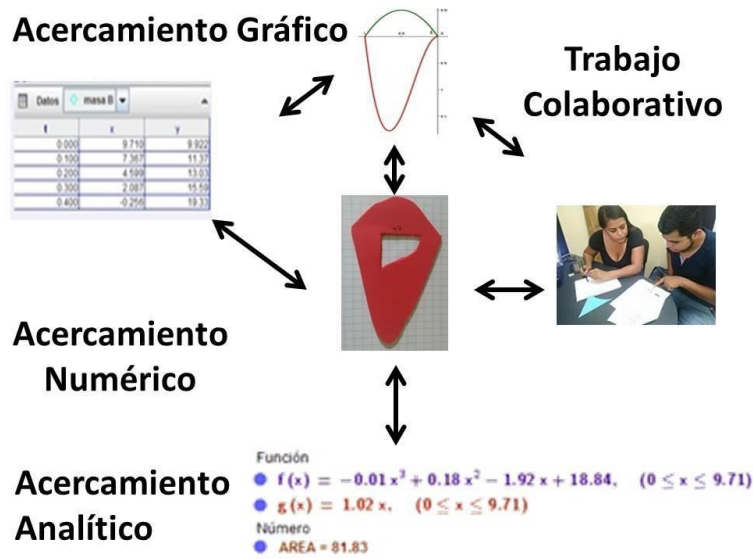 Acercamiento Gráfico
Trabajo
Colaborativo
Datos masa B
t x y
0.000 9.710 9.922
0.100 7.367 11.37
0.200 4.599 13.03
0.300 2.087 15.59
0.400 -0.256 19.33
Acercamiento
Numérico
Acercamiento
Analítico
Función
f (x) = −0.01 x³ + 0.18 x² − 1.92 x + 18.84, (0 ≤ x ≤ 9.71)
g (x) = 1.02 x, (0 ≤ x ≤ 9.71)
Número
AREA = 81.83